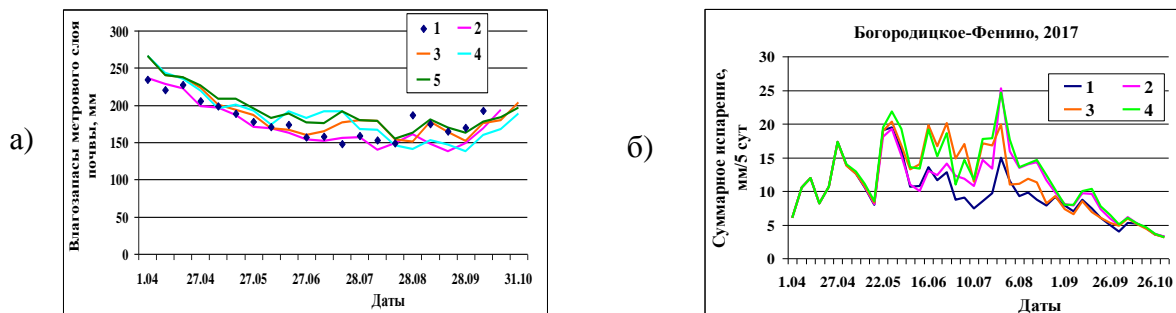 а)
Влагозапасы метрового слоя
почвы, мм
300
250
200
150
100
50
0
1 2
3 4
5
1.04 27.04 27.05 27.06 28.07 28.08 28.09 31.10
Даты
б)
Богородицкое-Фенино, 2017
Суммарное испарение,
мм/5 сут
30
25
20
15
10
5
0
1 2
3 4
1.04 27.04 22.05 16.06 10.07 6.08 1.09 26.09 26.10
Даты